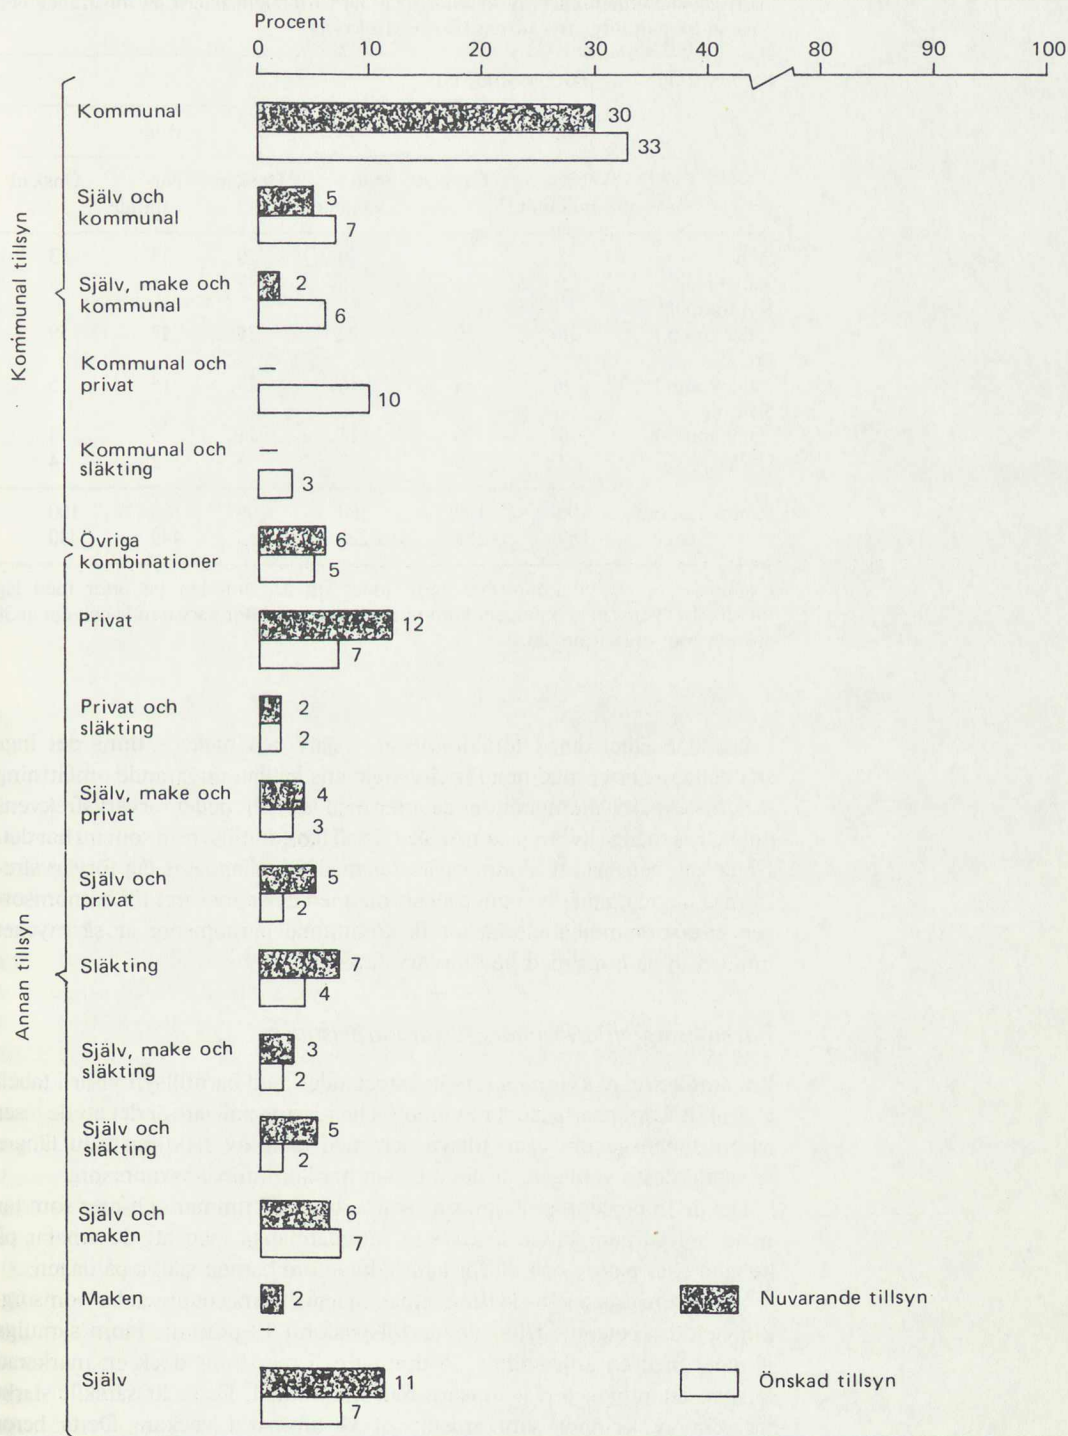 Procent
0 10 20 30 40 80 90 100
Kommunal tillsyn
Kommunal
30
33
Själv och
kommunal
5
7
Själv, make och
kommunal
2
6
Kommunal och
privat
—
10
Kommunal och
släkting
—
3
Övriga
kombinationer
6
5
Annan tillsyn
Privat
12
7
Privat och
släkting
2
2
Själv, make och
privat
4
3
Själv och
privat
5
2
Släkting
7
4
Själv, make och
släkting
3
2
Själv och
släkting
5
2
Själv och
maken
6
7
Maken
2
—
Själv
11
7
Nuvarande tillsyn
Önskad tillsyn